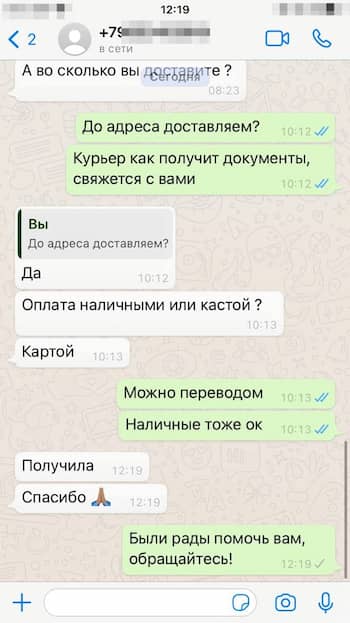 12:19
2
+79
в сети
А во сколько вы доставите ?
Сегодня
08:23
До адреса доставляем?
10:12
Курьер как получит документы,
свяжется с вами
10:12
Вы
До адреса доставляем?
Да
10:12
Оплата наличными или кастой ?
10:13
Картой
10:13
Можно переводом
10:13
Наличные тоже ок
10:13
Получила
12:19
Спасибо 🙏🏽
12:19
Были рады помочь вам,
обращайтесь!
12:19